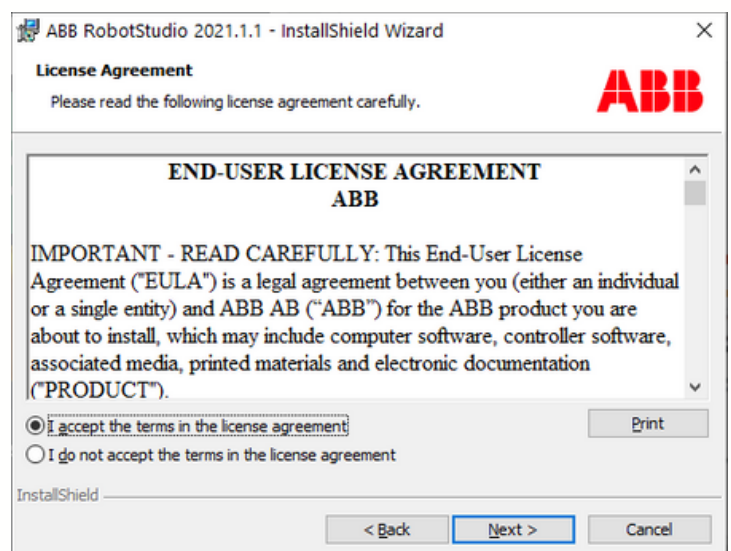 ABB RobotStudio 2021.1.1 - InstallShield Wizard
License Agreement
Please read the following license agreement carefully.
ABB
END-USER LICENSE AGREEMENT
ABB
IMPORTANT - READ CAREFULLY: This End-User License
Agreement ("EULA") is a legal agreement between you (either an individual
or a single entity) and ABB AB (“ABB”) for the ABB product you are
about to install, which may include computer software, controller software,
associated media, printed materials and electronic documentation
("PRODUCT").
I accept the terms in the license agreement
Print
I do not accept the terms in the license agreement
InstallShield
< Back
Next >
Cancel